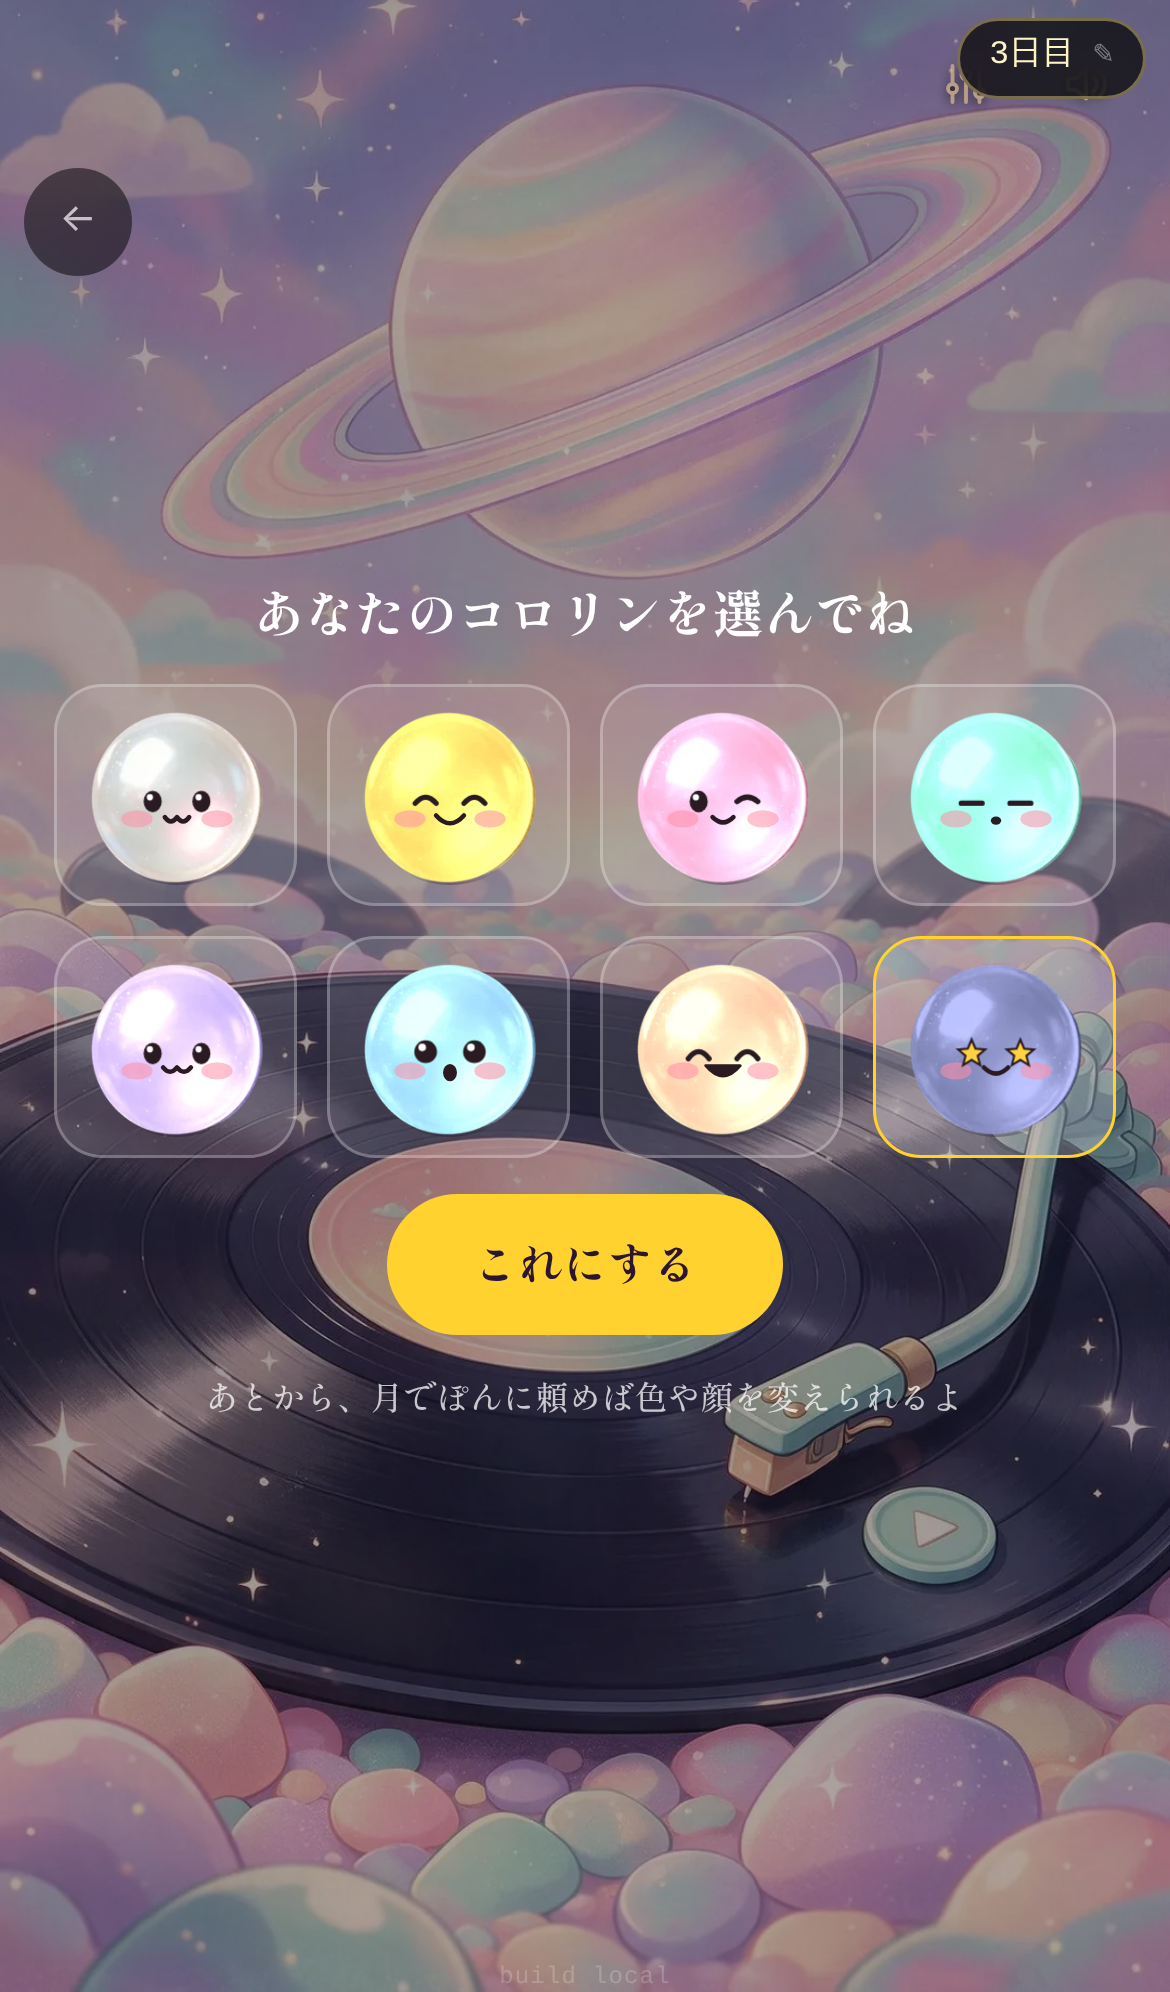 3日目 ✎
あなたのコロリンを選んでね
これにする
あとから、月でぽんに頼めば色や顔を変えられるよ
build local